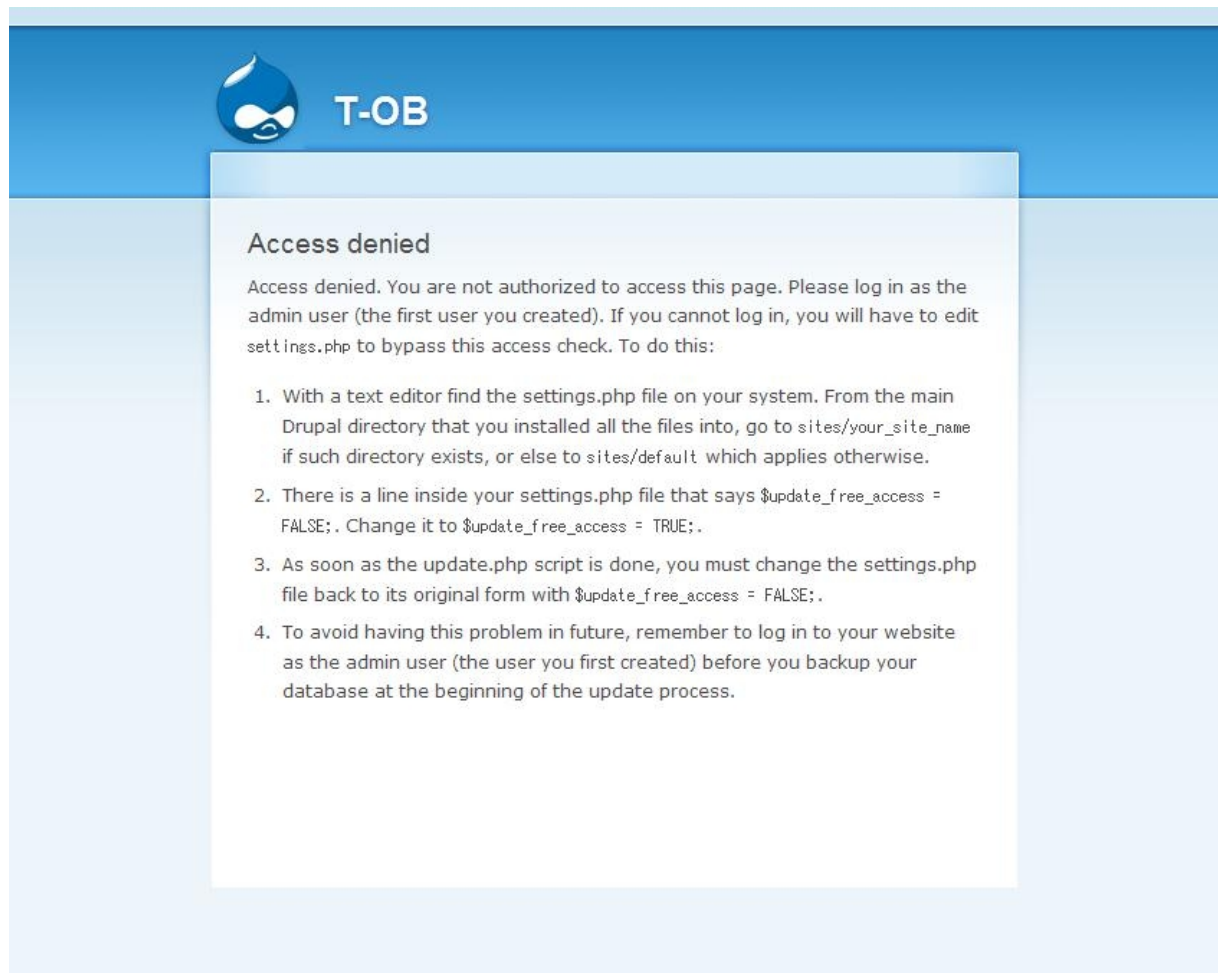 T-OB
Access denied
Access denied. You are not authorized to access this page. Please log in as the
admin user (the first user you created). If you cannot log in, you will have to edit
settings.php to bypass this access check. To do this:
1. With a text editor find the settings.php file on your system. From the main
Drupal directory that you installed all the files into, go to sites/your_site_name
if such directory exists, or else to sites/default which applies otherwise.
2. There is a line inside your settings.php file that says $update_free_access =
FALSE;. Change it to $update_free_access = TRUE;.
3. As soon as the update.php script is done, you must change the settings.php
file back to its original form with $update_free_access = FALSE;.
4. To avoid having this problem in future, remember to log in to your website
as the admin user (the user you first created) before you backup your
database at the beginning of the update process.